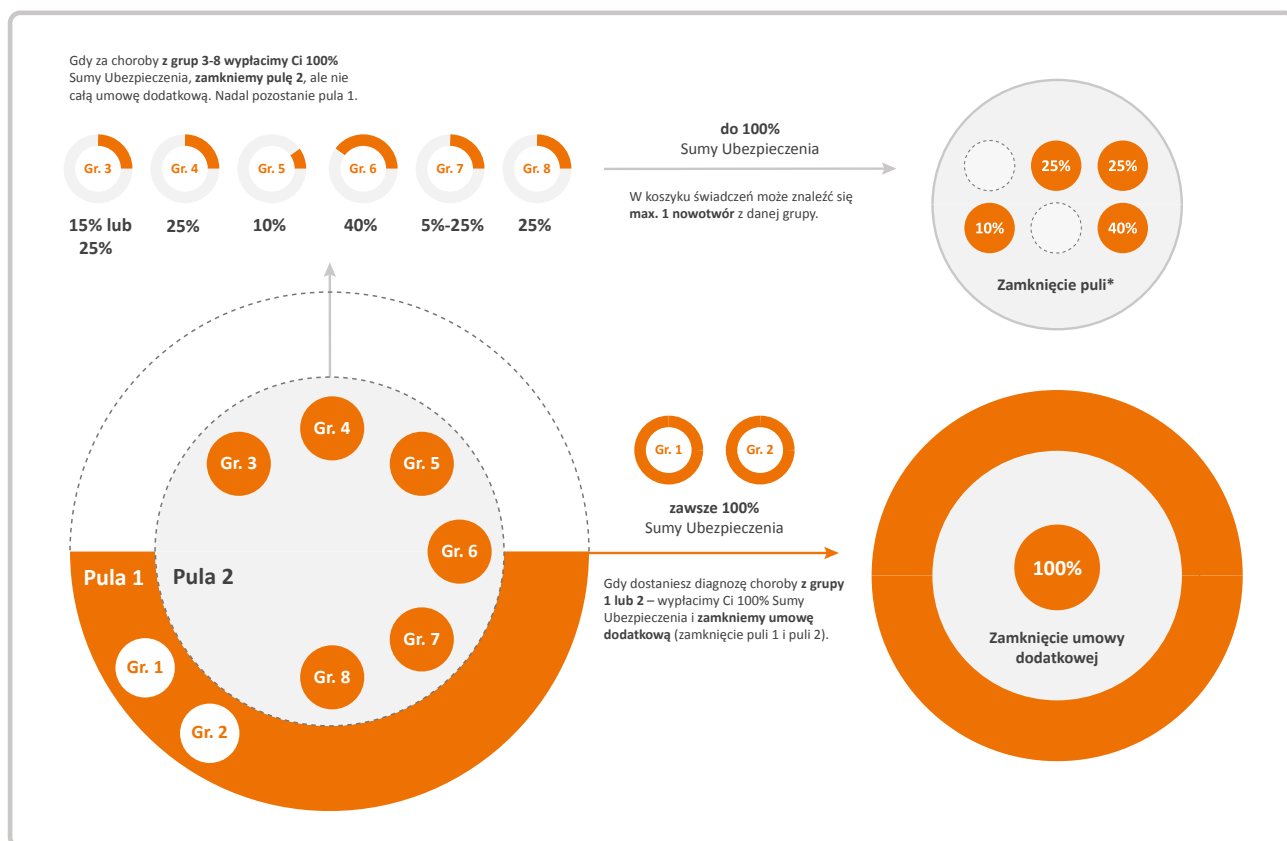 Gdy za choroby z grup 3-8 wypłacimy Ci 100%
Sumy Ubezpieczenia, zamkniemy pulę 2, ale nie
całą umowę dodatkową. Nadal pozostanie pula 1.
Gr. 3
Gr. 4
Gr. 5
Gr. 6
Gr. 7
Gr. 8
15% lub
25%
25%
10%
40%
5%-25%
25%
do 100%
Sumy Ubezpieczenia
W koszyku świadczeń może znaleźć się
max. 1 nowotwór z danej grupy.
25%
25%
10%
40%
Zamknięcie puli*
Gr. 4
Gr. 3
Gr. 5
Gr. 6
Pula 1
Pula 2
Gr. 7
Gr. 8
Gr. 1
Gr. 2
Gr. 1
Gr. 2
zawsze 100%
Sumy Ubezpieczenia
Gdy dostaniesz diagnozę choroby z grupy
1 lub 2 – wypłacimy Ci 100% Sumy
Ubezpieczenia i zamkniemy umowę
dodatkową (zamknięcie puli 1 i puli 2).
100%
Zamknięcie umowy
dodatkowej